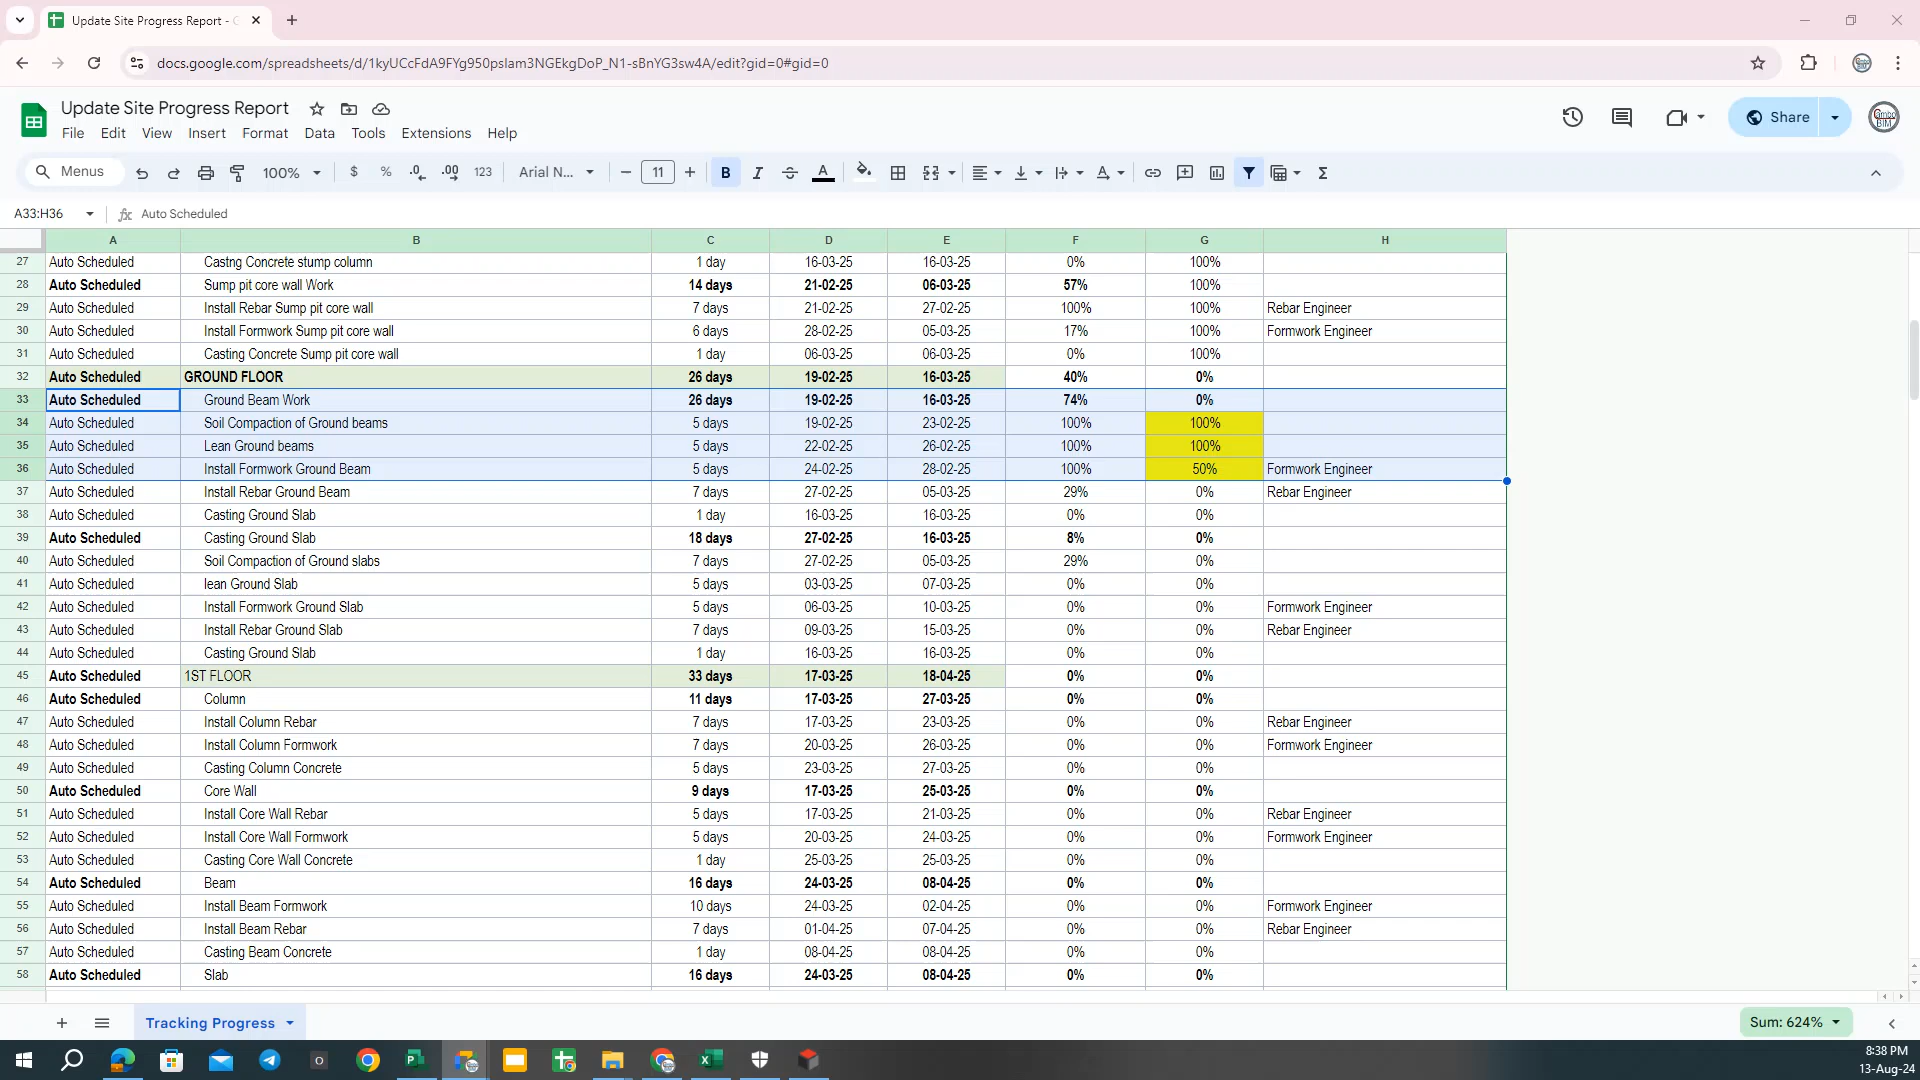 Update Site Progress Report - G
docs.google.com/spreadsheets/d/1kyUCcFdA9FYg950pslam3NGEkgDoP_N1-sBnYG3sw4A/edit?gid=0#gid=0
Update Site Progress Report
File Edit View Insert Format Data Tools Extensions Help
Share
Menus 100% $ % .0 .00 123 Arial N... 11 B I A Σ
A33:H36 fx Auto Scheduled
A B C D E F G H
27 Auto Scheduled Castng Concrete stump column 1 day 16-03-25 16-03-25 0% 100%
28 Auto Scheduled Sump pit core wall Work 14 days 21-02-25 06-03-25 57% 100%
29 Auto Scheduled Install Rebar Sump pit core wall 7 days 21-02-25 27-02-25 100% 100% Rebar Engineer
30 Auto Scheduled Install Formwork Sump pit core wall 6 days 28-02-25 05-03-25 17% 100% Formwork Engineer
31 Auto Scheduled Casting Concrete Sump pit core wall 1 day 06-03-25 06-03-25 0% 100%
32 Auto Scheduled GROUND FLOOR 26 days 19-02-25 16-03-25 40% 0%
33 Auto Scheduled Ground Beam Work 26 days 19-02-25 16-03-25 74% 0%
34 Auto Scheduled Soil Compaction of Ground beams 5 days 19-02-25 23-02-25 100% 100%
35 Auto Scheduled Lean Ground beams 5 days 22-02-25 26-02-25 100% 100%
36 Auto Scheduled Install Formwork Ground Beam 5 days 24-02-25 28-02-25 100% 50% Formwork Engineer
37 Auto Scheduled Install Rebar Ground Beam 7 days 27-02-25 05-03-25 29% 0% Rebar Engineer
38 Auto Scheduled Casting Ground Slab 1 day 16-03-25 16-03-25 0% 0%
39 Auto Scheduled Casting Ground Slab 18 days 27-02-25 16-03-25 8% 0%
40 Auto Scheduled Soil Compaction of Ground slabs 7 days 27-02-25 05-03-25 29% 0%
41 Auto Scheduled lean Ground Slab 5 days 03-03-25 07-03-25 0% 0%
42 Auto Scheduled Install Formwork Ground Slab 5 days 06-03-25 10-03-25 0% 0% Formwork Engineer
43 Auto Scheduled Install Rebar Ground Slab 7 days 09-03-25 15-03-25 0% 0% Rebar Engineer
44 Auto Scheduled Casting Ground Slab 1 day 16-03-25 16-03-25 0% 0%
45 Auto Scheduled 1ST FLOOR 33 days 17-03-25 18-04-25 0% 0%
46 Auto Scheduled Column 11 days 17-03-25 27-03-25 0% 0%
47 Auto Scheduled Install Column Rebar 7 days 17-03-25 23-03-25 0% 0% Rebar Engineer
48 Auto Scheduled Install Column Formwork 7 days 20-03-25 26-03-25 0% 0% Formwork Engineer
49 Auto Scheduled Casting Column Concrete 5 days 23-03-25 27-03-25 0% 0%
50 Auto Scheduled Core Wall 9 days 17-03-25 25-03-25 0% 0%
51 Auto Scheduled Install Core Wall Rebar 5 days 17-03-25 21-03-25 0% 0% Rebar Engineer
52 Auto Scheduled Install Core Wall Formwork 5 days 20-03-25 24-03-25 0% 0% Formwork Engineer
53 Auto Scheduled Casting Core Wall Concrete 1 day 25-03-25 25-03-25 0% 0%
54 Auto Scheduled Beam 16 days 24-03-25 08-04-25 0% 0%
55 Auto Scheduled Install Beam Formwork 10 days 24-03-25 02-04-25 0% 0% Formwork Engineer
56 Auto Scheduled Install Beam Rebar 7 days 01-04-25 07-04-25 0% 0% Rebar Engineer
57 Auto Scheduled Casting Beam Concrete 1 day 08-04-25 08-04-25 0% 0%
58 Auto Scheduled Slab 16 days 24-03-25 08-04-25 0% 0%
Tracking Progress Sum: 624%
8:38 PM
13-Aug-24